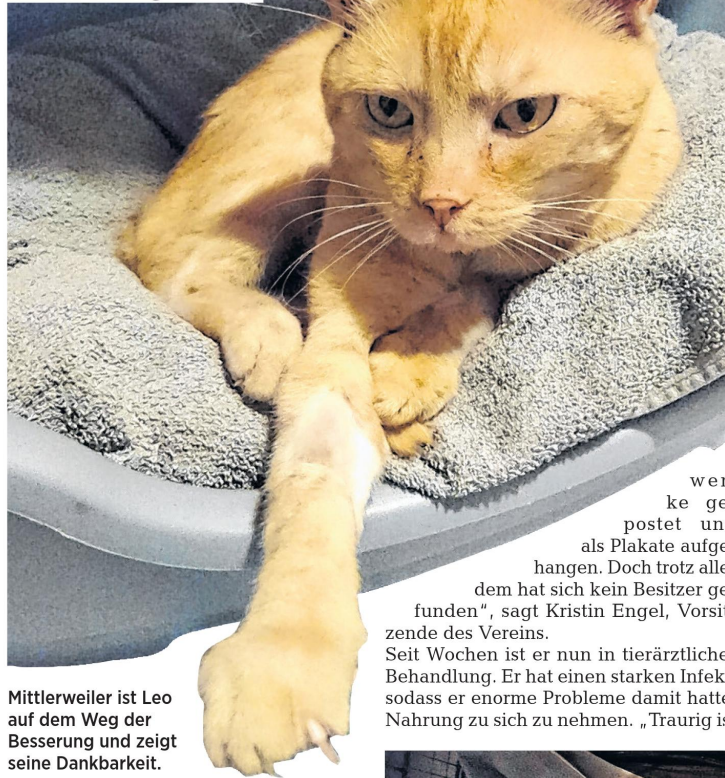 wer
ke ge
postet un
als Plakate aufge
hangen. Doch trotz alle
dem hat sich kein Besitzer ge
funden“, sagt Kristin Engel, Vorsit
zende des Vereins.
Seit Wochen ist er nun in tierärztliche
Behandlung. Er hat einen starken Infek
sodass er enorme Probleme damit hatte
Nahrung zu sich zu nehmen. „Traurig is
Mittlerweiler ist Leo
auf dem Weg der
Besserung und zeigt
seine Dankbarkeit.